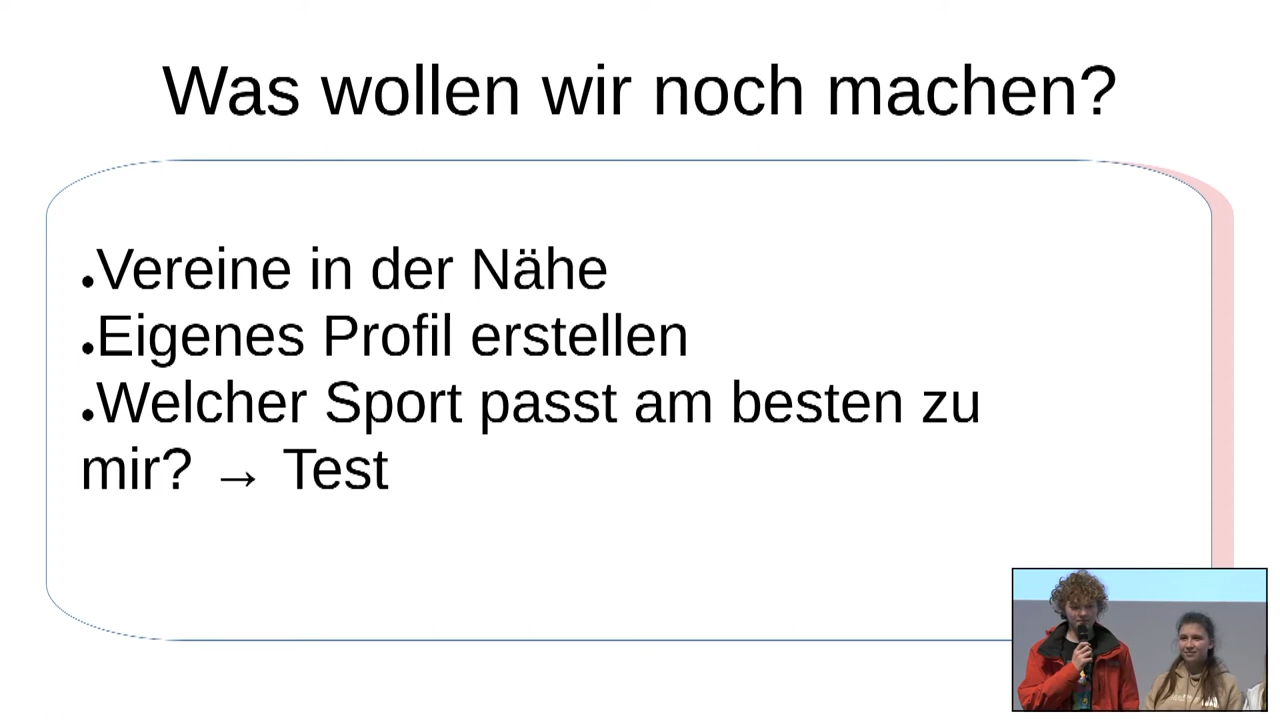 Was wollen wir noch machen?
●Vereine in der Nähe
●Eigenes Profil erstellen
●Welcher Sport passt am besten zu
mir? → Test